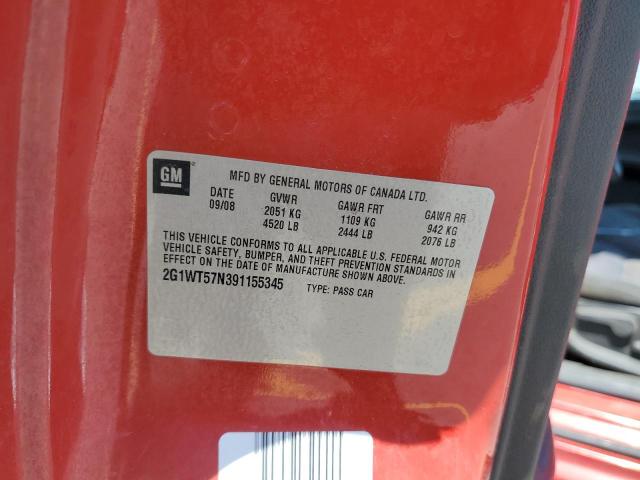 GM
MFD BY GENERAL MOTORS OF CANADA LTD.
DATE GVWR GAWR FRT GAWR RR
09/08 2051 KG 1109 KG 942 KG
4520 LB 2444 LB 2076 LB
THIS VEHICLE CONFORMS TO ALL APPLICABLE U.S. FEDERAL MOTOR
VEHICLE SAFETY, BUMPER, AND THEFT PREVENTION STANDARDS IN
EFFECT ON THE DATE OF MANUFACTURE SHOWN ABOVE.
2G1WT57N391155345 TYPE: PASS CAR